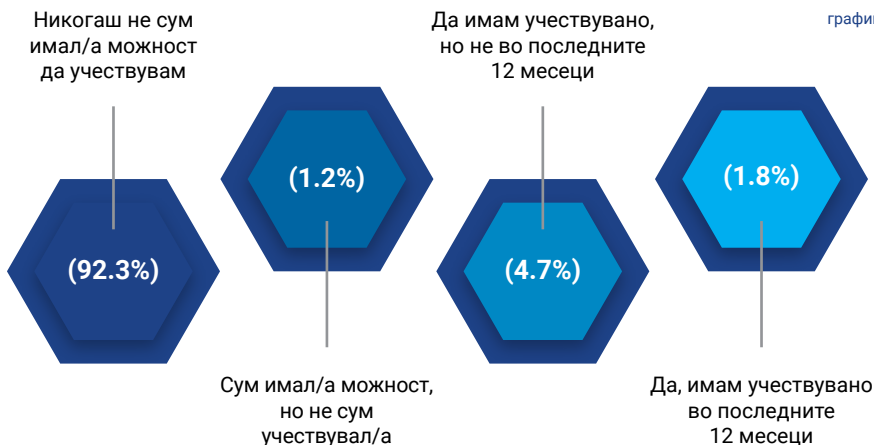 Никогаш не сум
имал/а можност
да учествувам
Да имам учествувано,
но не во последните
12 месеци
(92.3%)
(1.2%)
(4.7%)
(1.8%)
Сум имал/а можност,
но не сум
учествувал/а
Да, имам учествувано
во последните
12 месеци